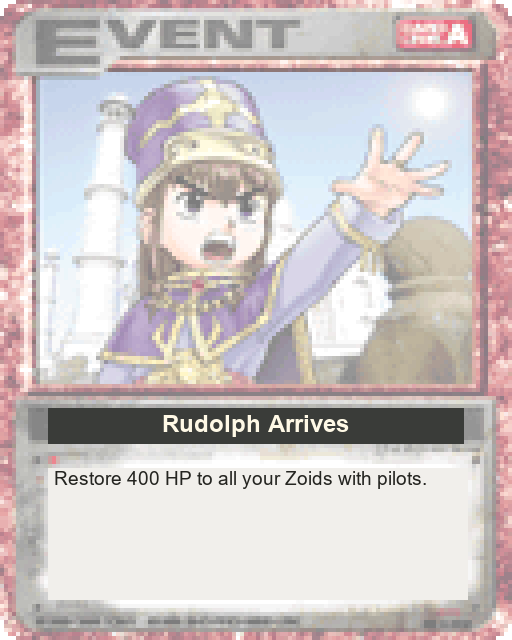 EVENT
A
Rudolph Arrives
Restore 400 HP to all your Zoids with pilots.